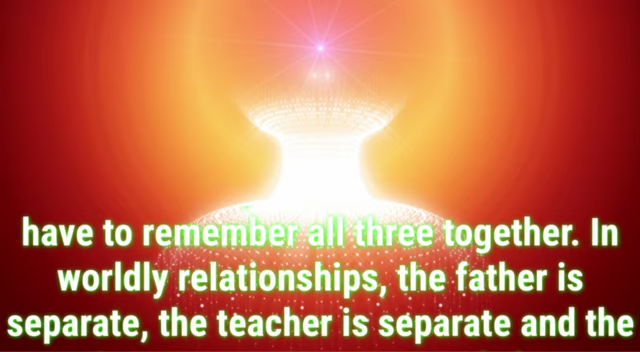 have to remember all three together. In
worldly relationships, the father is
separate, the teacher is separate and the